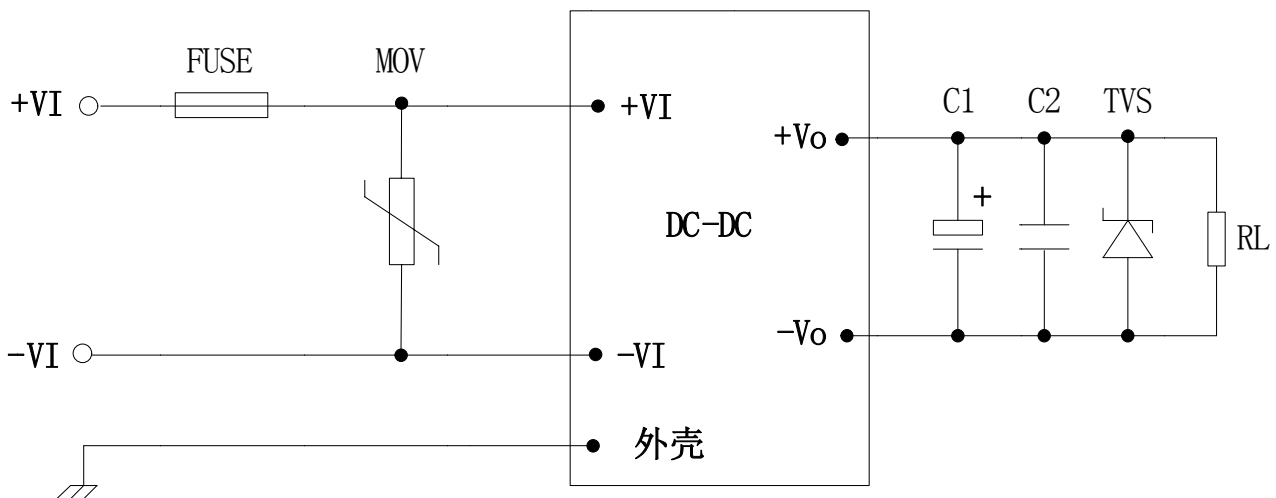 FUSE
MOV
+VI
+VI
C1
C2
TVS
+Vo
+
DC-DC
RL
-Vo
-VI
-VI
外壳